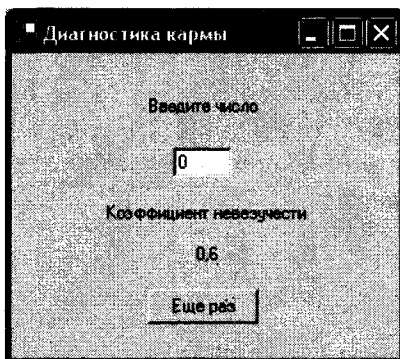 Диагностика кармы
Введите число
0
Коэффициент невезучести
0,6
Еще раз